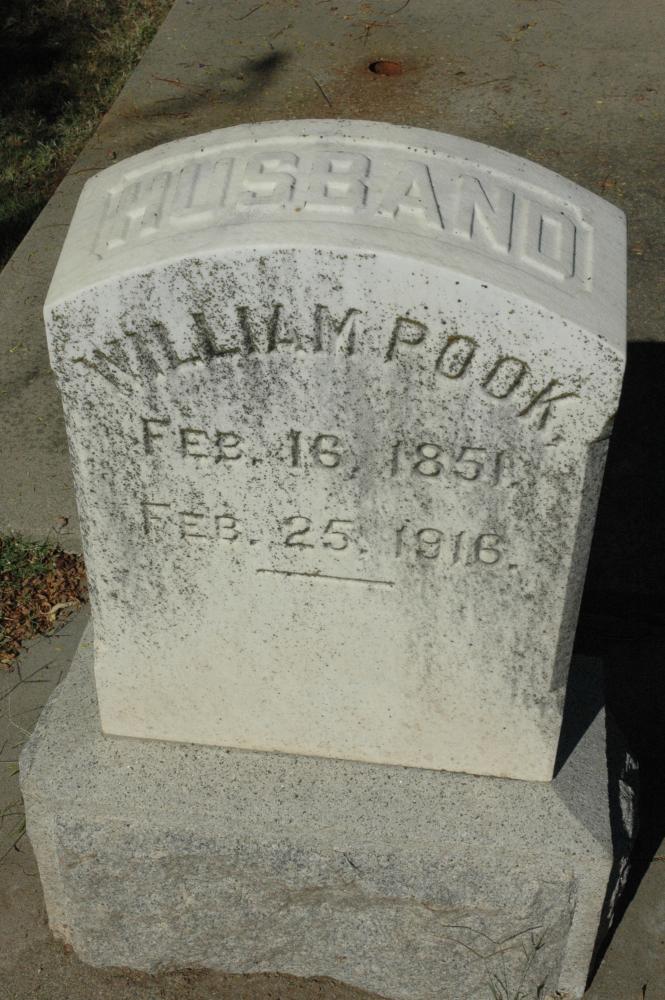 HUSBAND
WILLIAM POOK,
FEB. 16, 1851.
FEB. 25, 1916.